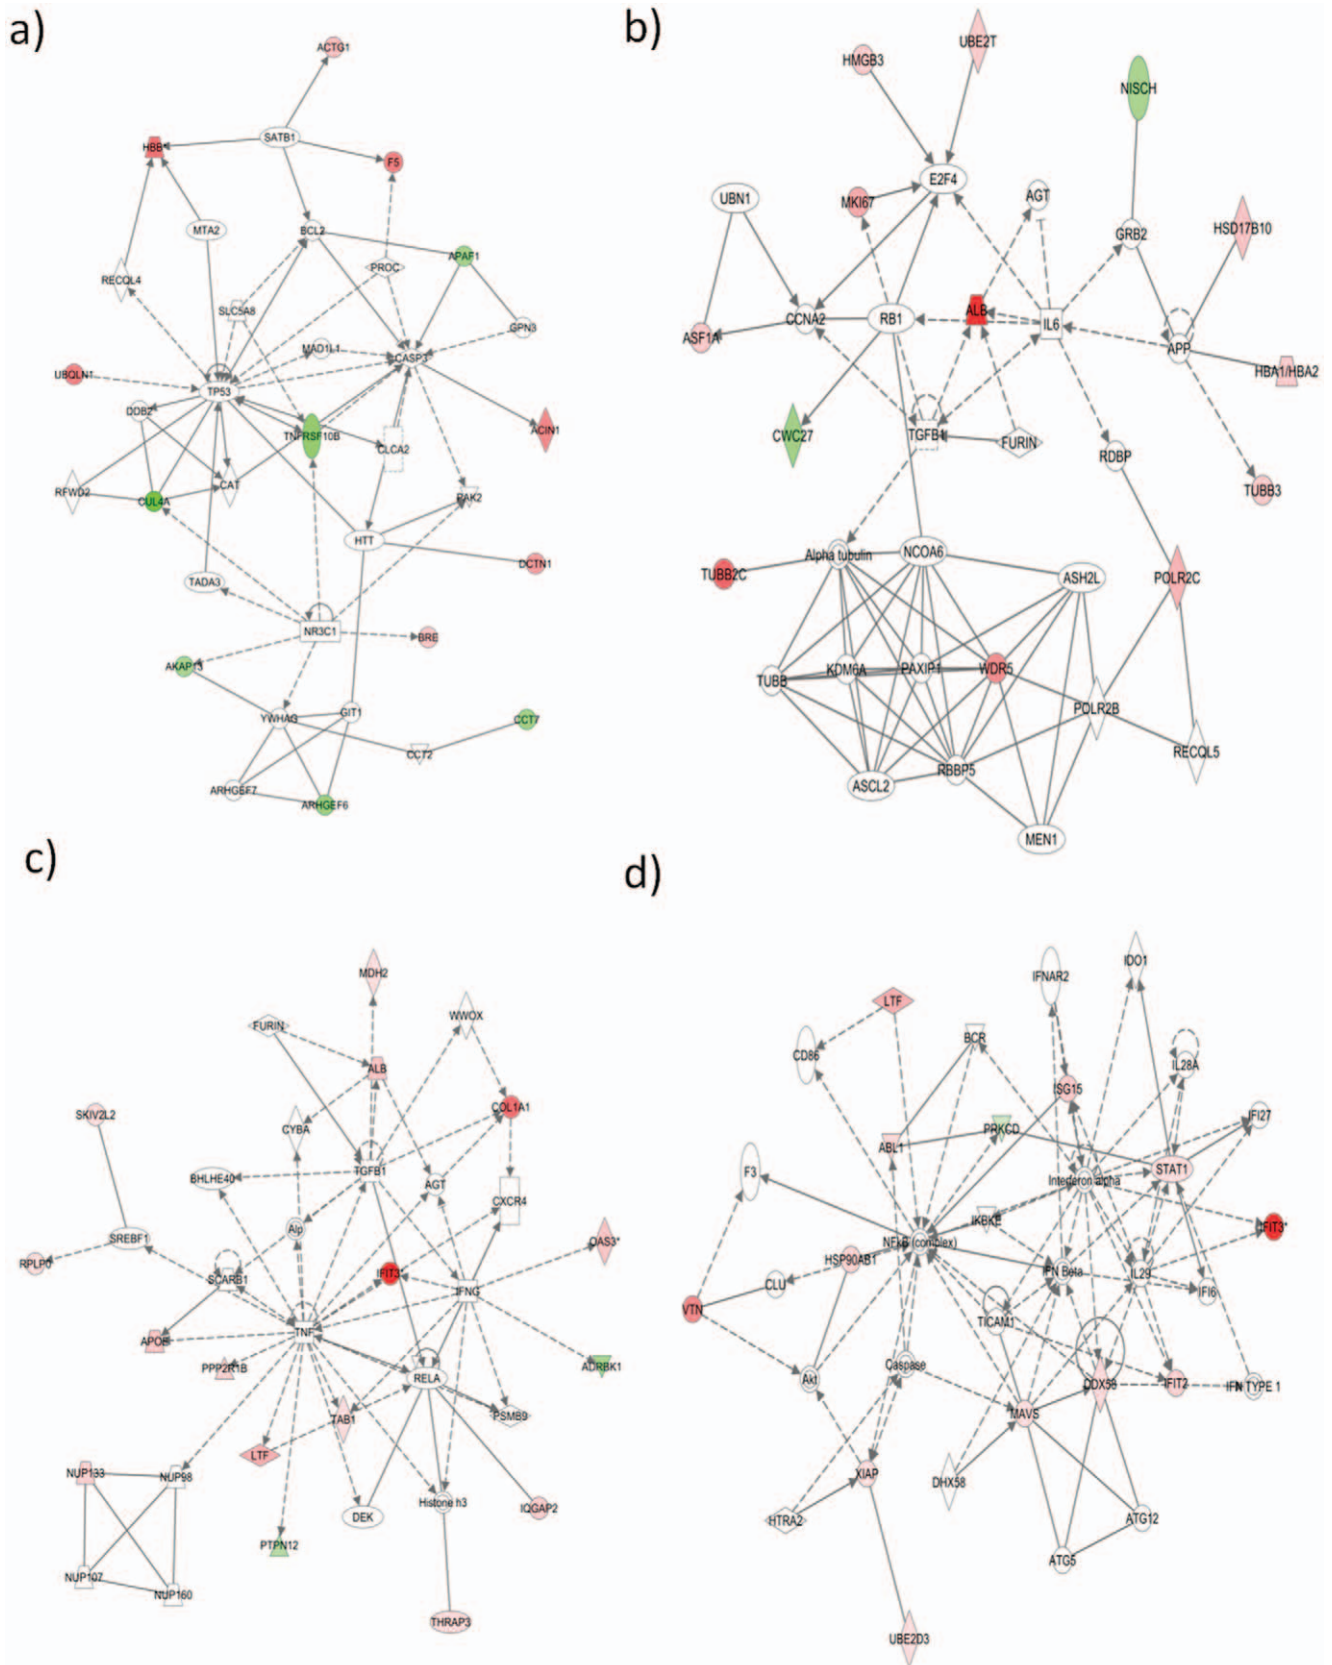 a)
ACTG1
SATB1
HBB*
F5
MTA2
BCL2
APAF1
PROC
RECQL4
SLC5A8
GPN3
MAD1L1
CASP3
UBQLN1
TP53
DDB2
TNFRSF10B
ACIN1
CLCA2
CAT
RFWD2
CUL4A
PAK2
HTT
DCTN1
TADA3
NR3C1
BRE
AKAP13
YWHAG
GIT1
CCT7
CCT2
ARHGEF7
ARHGEF6
b)
UBE2T
HMGB3
NISCH
E2F4
AGT
UBN1
MKI67
GRB2
HSD17B10
ALB
CCNA2
RB1
IL6
ASF1A
APP
HBA1/HBA2
CWC27
TGFB1
FURIN
RDBP
TUBB3
Alpha tubulin
NCOA6
TUBB2C
ASH2L
POLR2C
TUBB
KDM6A
PAXIP1
WDR5
POLR2B
RECQL5
ASCL2
RBBP5
MEN1
c)
MDH2
FURIN
WWOX
ALB
COL1A1
SKIV2L2
CYBA
BHLHE40
TGFB1
AGT
CXCR4
Alp
SREBF1
OAS3*
RPLP0
SCARB1
IFIT3*
IFNG
TNF
APOE
PPP2R1B
ADRBK1
RELA
TAB1
PSMB9
LTF
NUP133
NUP98
Histone h3
IQGAP2
DEK
PTPN12
NUP107
NUP160
THRAP3
d)
IDO1
IFNAR2
LTF
BCR
CD86
IL28A
ISG15
IFI27
PRKCD
ABL1
F3
STAT1
Interferon alpha
IKBKE
IFIT3*
NFkB (complex)
HSP90AB1
IFN Beta
IL29
CLU
IFI6
VTN
TICAM1
Akt
Caspase
DDX58
IFIT2
IFN TYPE 1
MAVS
XIAP
DHX58
HTRA2
ATG12
ATG5
UBE2D3